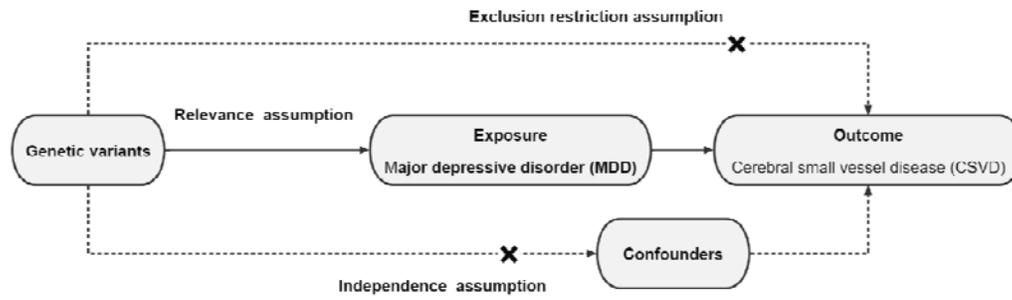 Exclusion restriction assumption
Relevance assumption
Genetic variants
Exposure
Major depressive disorder (MDD)
Outcome
Cerebral small vessel disease (CSVD)
Confounders
Independence assumption